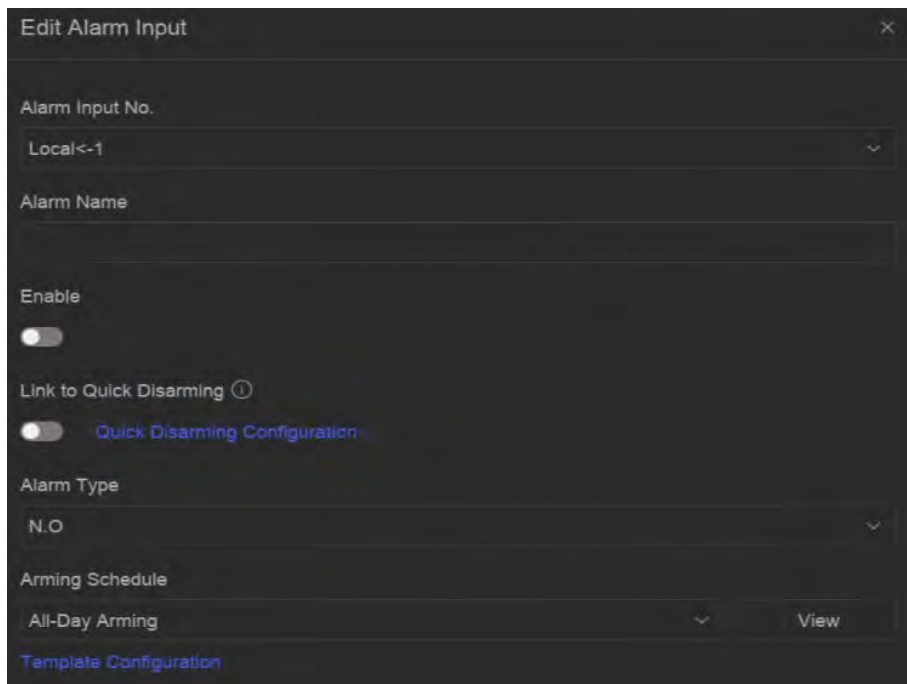 Edit Alarm Input
Alarm Input No.
Local<-1
Alarm Name
Enable
Link to Quick Disarming
Quick Disarming Configuration
Alarm Type
N.O
Arming Schedule
All-Day Arming View
Template Configuration